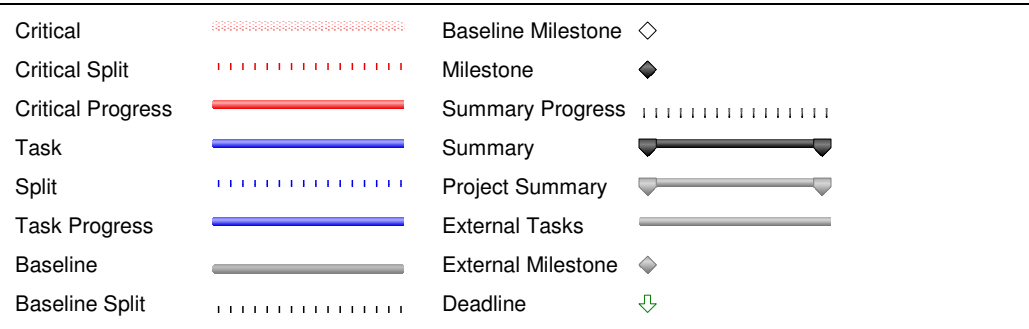 Critical
Critical Split
Critical Progress
Task
Split
Task Progress
Baseline
Baseline Split
Baseline Milestone
Milestone
Summary Progress
Summary
Project Summary
External Tasks
External Milestone
Deadline